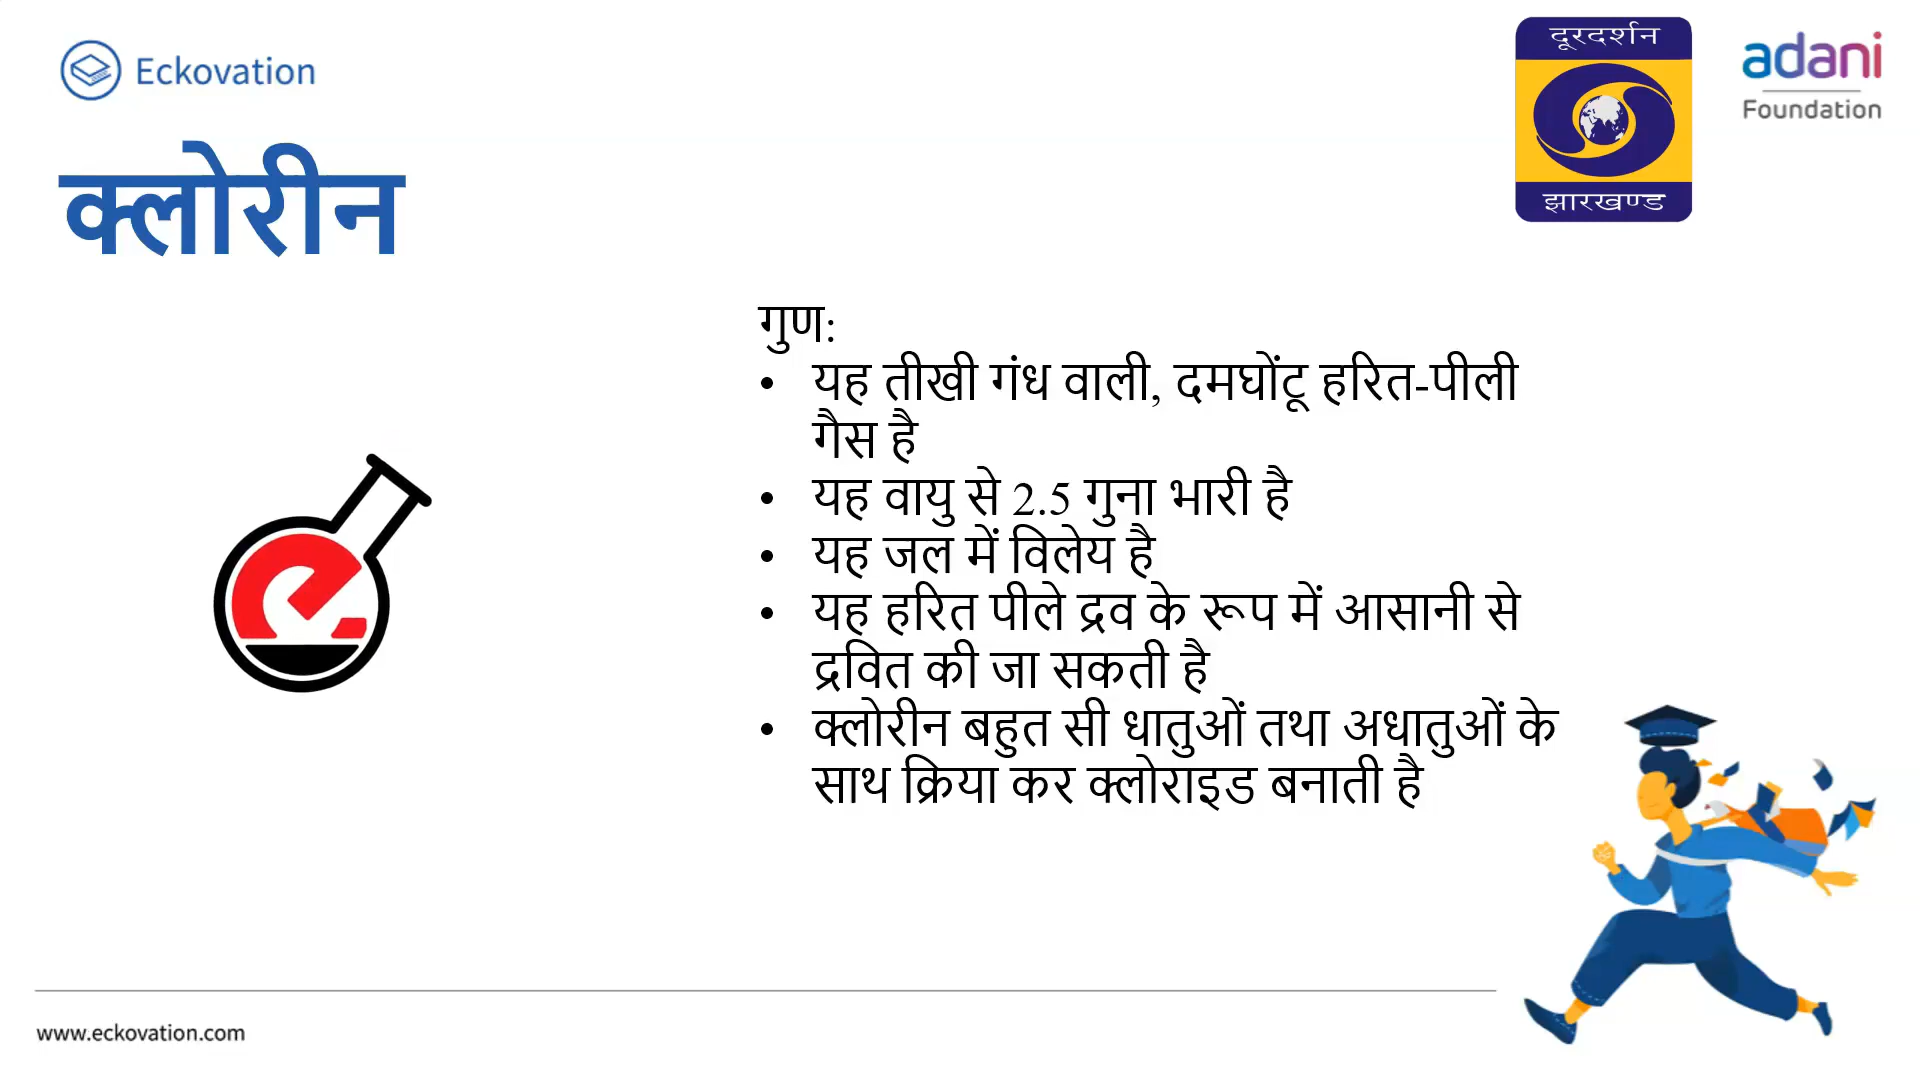 Eckovation
दूरदर्शन
झारखण्ड
adani
Foundation
क्लोरीन
गुण:
• यह तीखी गंध वाली, दमघोंटू हरित-पीली
गैस है
• यह वायु से 2.5 गुना भारी है
• यह जल में विलेय है
• यह हरित पीले द्रव के रूप में आसानी से
द्रवित की जा सकती है
• क्लोरीन बहुत सी धातुओं तथा अधातुओं के
साथ क्रिया कर क्लोराइड बनाती है
e
www.eckovation.com